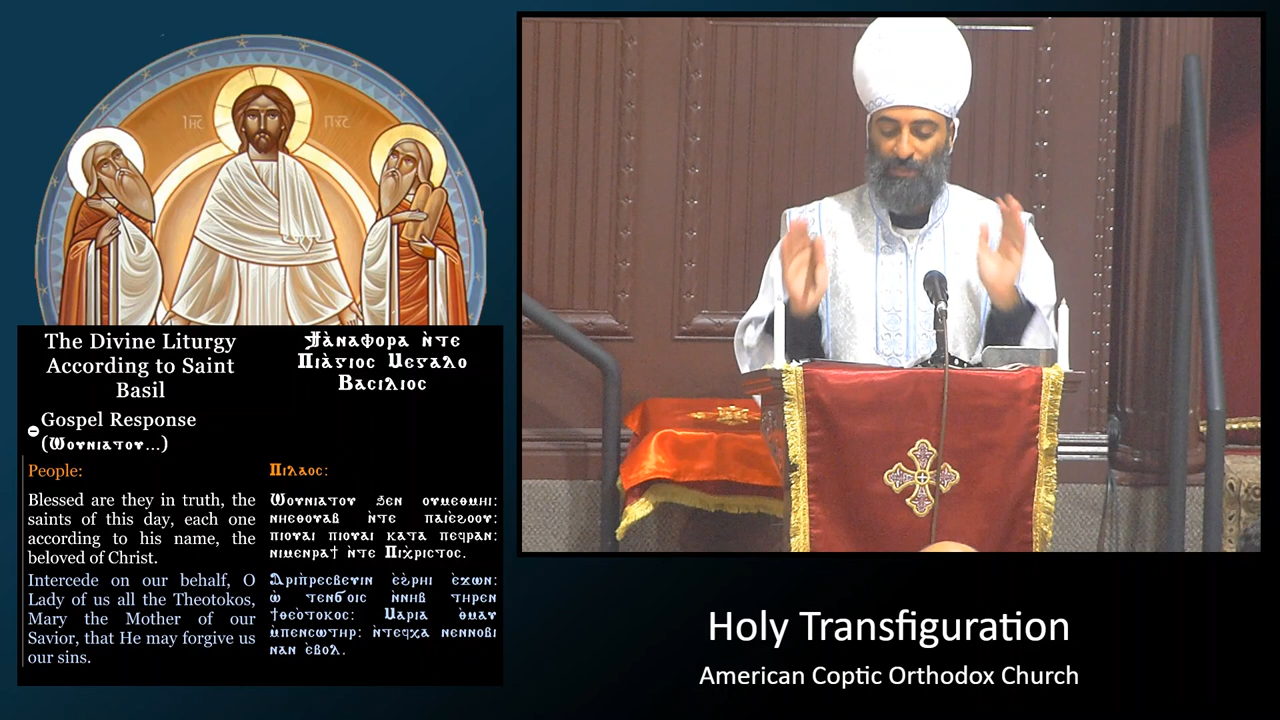 ⲒⲎ̅Ⲥ̅ ⲠⲬ̅Ⲥ̅
The Divine Liturgy
According to Saint
Basil
Ϯⲁ̀ⲛⲁⲫⲟⲣⲁ ⲛ̀ⲧⲉ
Ⲡⲓⲁ̀ⲅⲓⲟⲥ Ⲙⲉⲅⲁⲗⲟ
Ⲃⲁⲥⲓⲗⲓⲟⲥ
Gospel Response
(Ⲱⲟⲩⲛⲓⲁⲧⲟⲩ...)
People:
Blessed are they in truth, the
saints of this day, each one
according to his name, the
beloved of Christ.
Intercede on our behalf, O
Lady of us all the Theotokos,
Mary the Mother of our
Savior, that He may forgive us
our sins.
Ⲡⲓⲗⲁⲟⲥ:
Ⲱⲟⲩⲛⲓⲁⲧⲟⲩ ϧⲉⲛ ⲟⲩⲙⲉⲑⲙⲏⲓ:
ⲛⲏⲉⲑⲟⲩⲁⲃ ⲛ̀ⲧⲉ ⲡⲁⲓⲉ̀ϩⲟⲟⲩ:
ⲡⲓⲟⲩⲁⲓ ⲡⲓⲟⲩⲁⲓ ⲕⲁⲧⲁ ⲡⲉϥⲣⲁⲛ:
ⲛⲓⲙⲉⲛⲣⲁϯ ⲛ̀ⲧⲉ Ⲡⲓⲭ̀ⲣⲓⲥⲧⲟⲥ.
Ⲁⲣⲓⲡ̀ⲣⲉⲥⲃⲉⲩⲓⲛ ⲉ̀ϩ̀ⲣⲏⲓ ⲉ̀ϫⲱⲛ:
ⲱ̀ ⲧⲉⲛϭⲟⲓⲥ ⲛ̀ⲛⲏⲃ ⲧⲏⲣⲉⲛ
ϯⲑⲉⲟ̀ⲧⲟⲕⲟⲥ: Ⲙⲁⲣⲓⲁ ⲑ̀ⲙⲁⲩ
ⲙ̀ⲡⲉⲛⲥⲱⲧⲏⲣ: ⲛ̀ⲧⲉϥⲭⲁ ⲛⲉⲛⲛⲟⲃⲓ
ⲛⲁⲛ ⲉ̀ⲃⲟⲗ.
Holy Transfiguration
American Coptic Orthodox Church